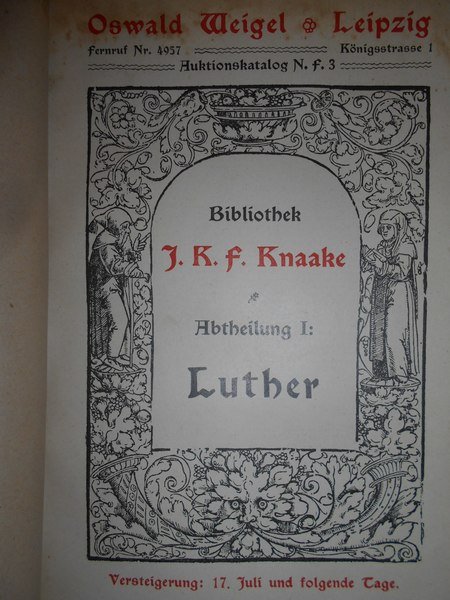 Oswald Weigel Leipzig
Fernruf Nr. 4957 Königsstrasse 1
Auktionskatalog N. F. 3
Bibliothek
J. K. F. Knaake
Abtheilung I:
Luther
Versteigerung: 17. Juli und folgende Tage.